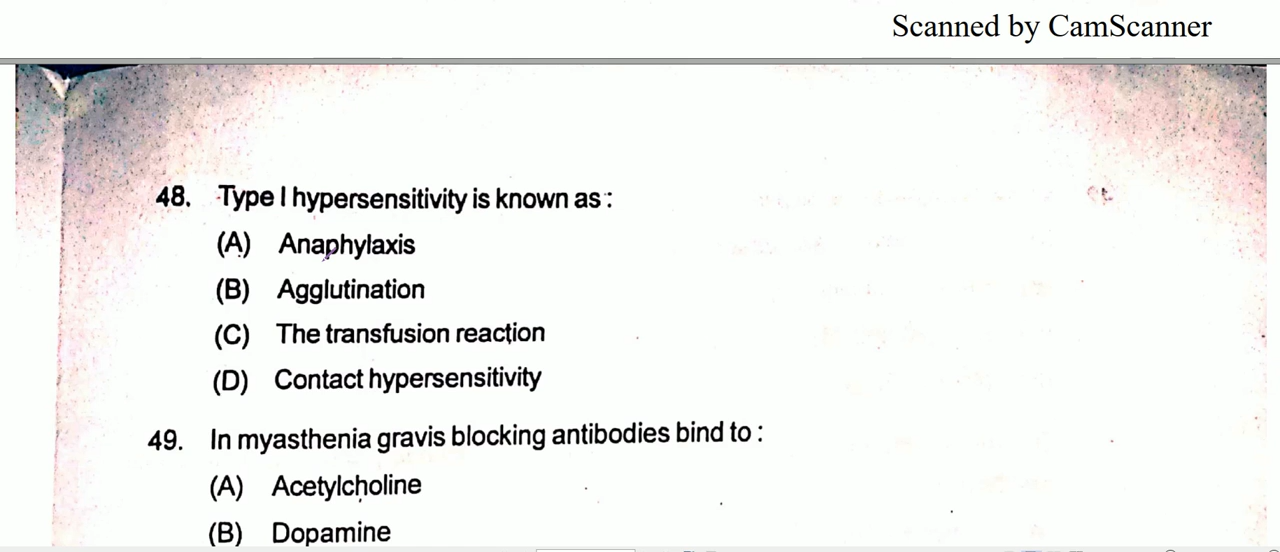 Scanned by CamScanner
48. Type I hypersensitivity is known as :
(A) Anaphylaxis
(B) Agglutination
(C) The transfusion reaction
(D) Contact hypersensitivity
49. In myasthenia gravis blocking antibodies bind to :
(A) Acetylcholine
(B) Dopamine